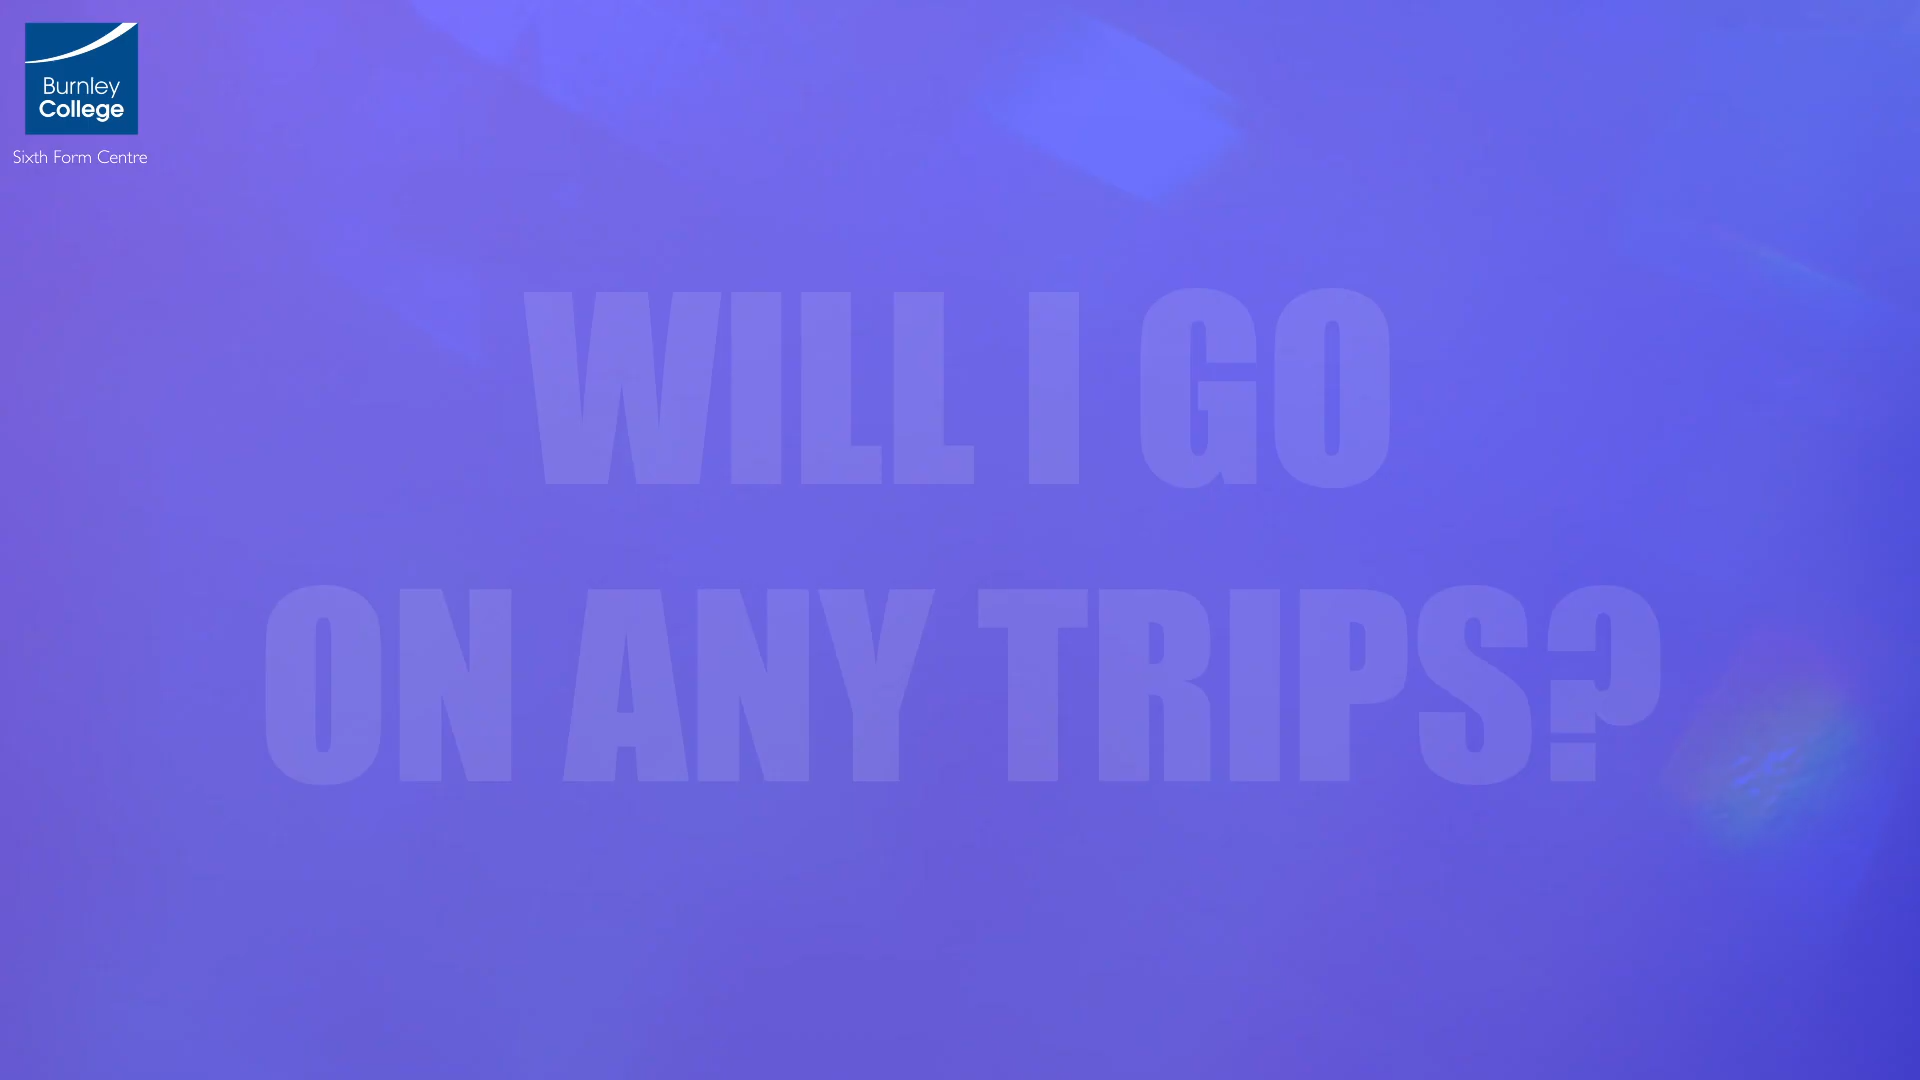 Burnley
College
Sixth Form Centre
WILL I GO
ON ANY TRIPS?